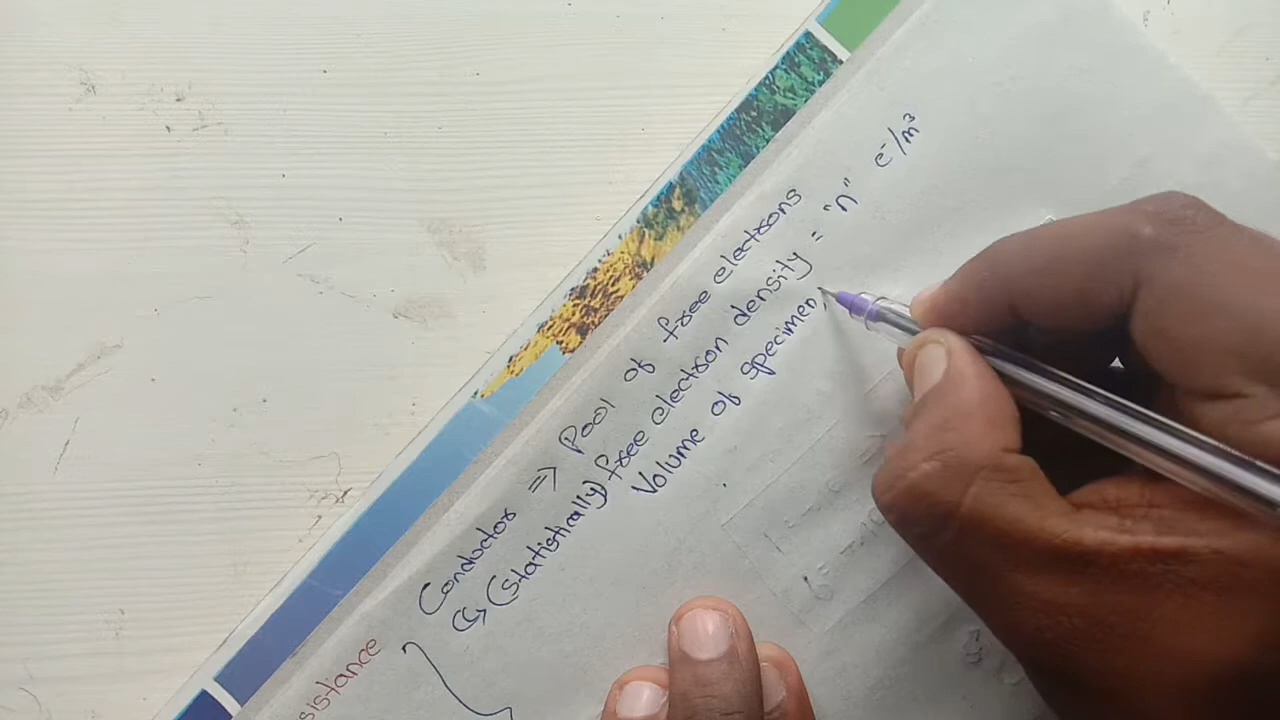 sistance
Conductor ⇒ Pool of free electrons
↳ (Statistically) free electron density = "n" e⁻/m³
Volume of specimen,